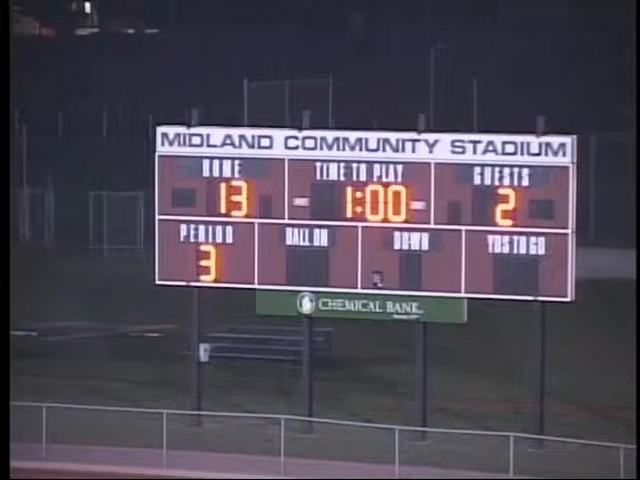 MIDLAND COMMUNITY STADIUM
HOME TIME TO PLAY GUESTS
13 1:00 2
PERIOD BALL ON DOWN YDS TO GO
3
CHEMICAL BANK